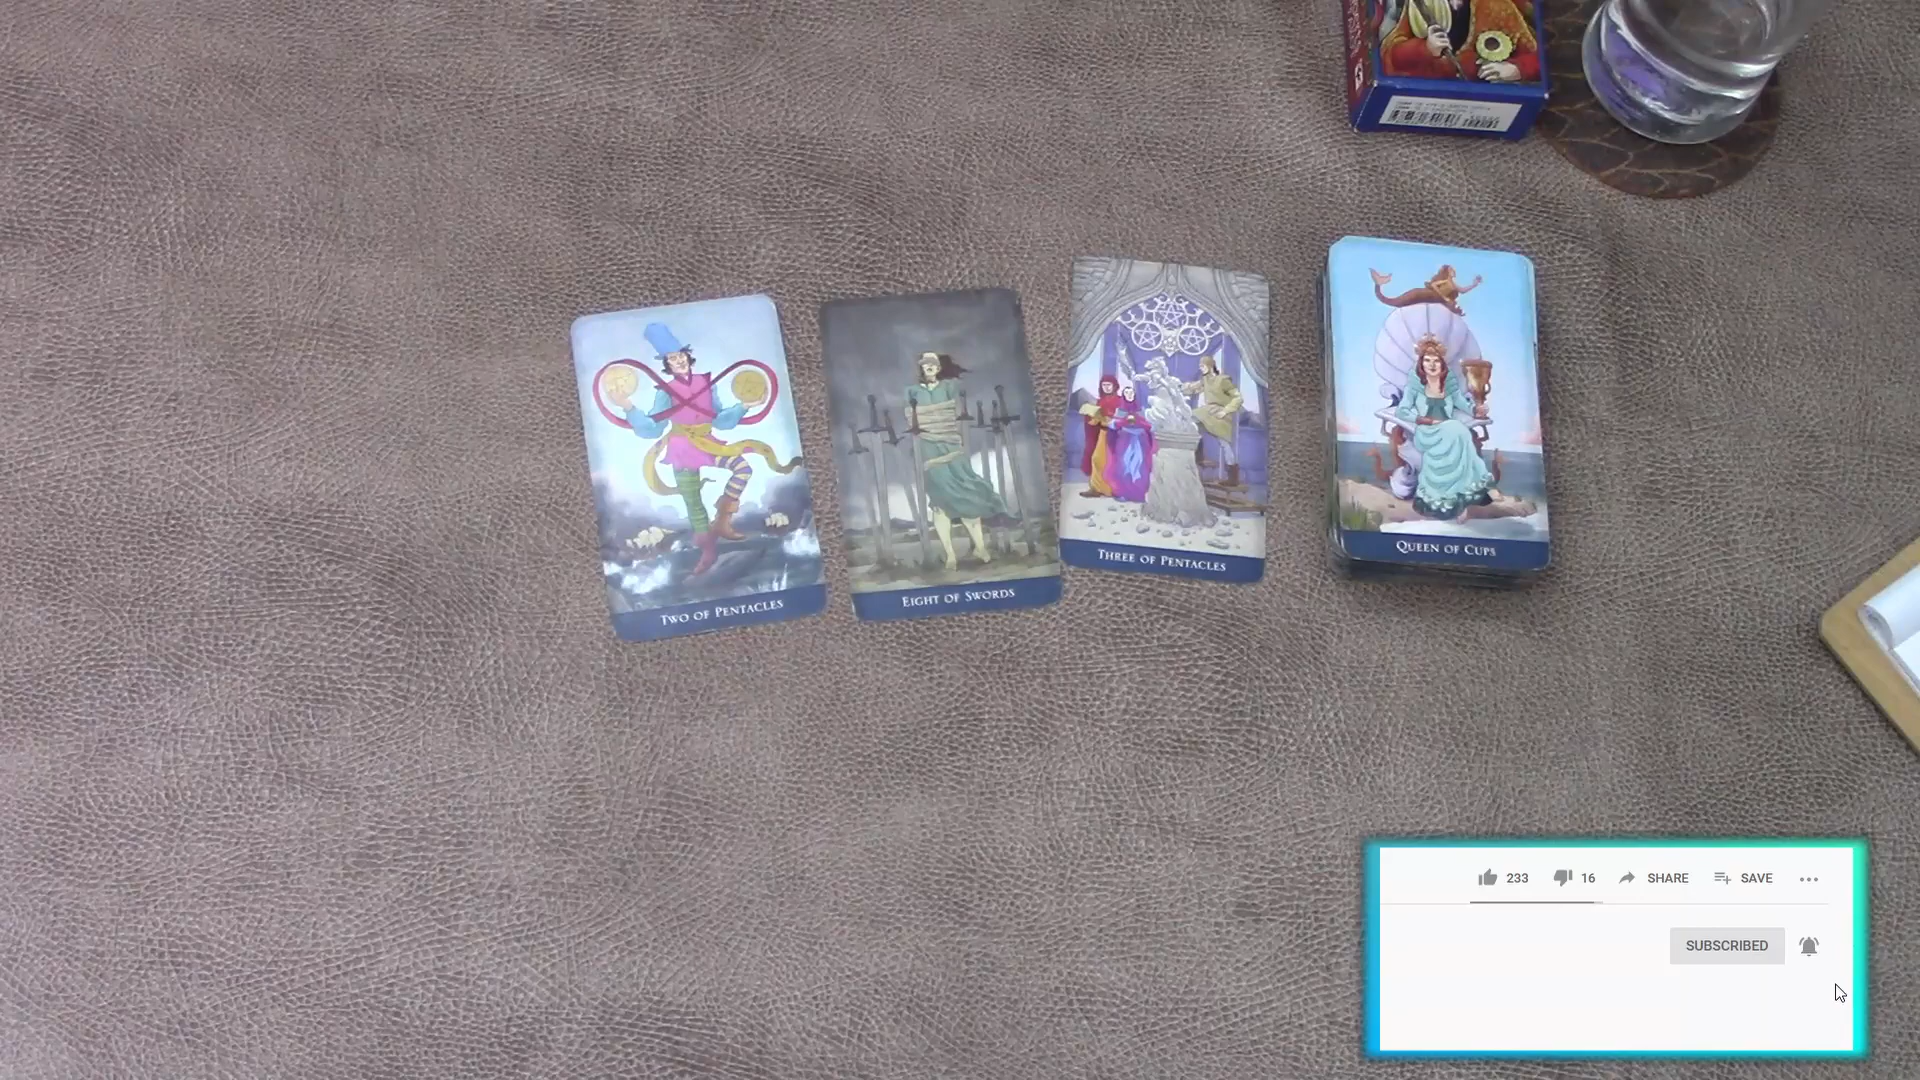 TWO OF PENTACLES
EIGHT OF SWORDS
THREE OF PENTACLES
QUEEN OF CUPS
233
16
SHARE
SAVE
SUBSCRIBED